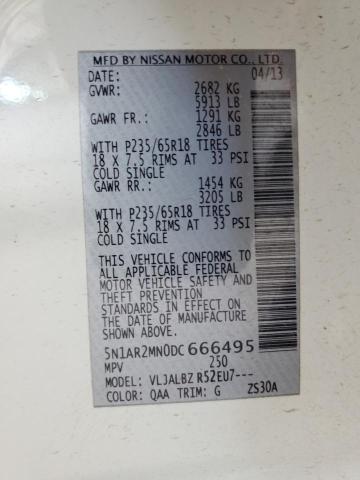 MFD BY NISSAN MOTOR CO., LTD.
DATE: 04/13
GVWR: 2682 KG
5913 LB
GAWR FR.: 1291 KG
2846 LB
WITH P235/65R18 TIRES
18 X 7.5 RIMS AT 33 PSI
COLD SINGLE
GAWR RR.: 1454 KG
3205 LB
WITH P235/65R18 TIRES
18 X 7.5 RIMS AT 33 PSI
COLD SINGLE
THIS VEHICLE CONFORMS TO
ALL APPLICABLE FEDERAL
MOTOR VEHICLE SAFETY AND
THEFT PREVENTION
STANDARDS IN EFFECT ON
THE DATE OF MANUFACTURE
SHOWN ABOVE.
5N1AR2MN0DC 666495
MPV 250
MODEL: VLJALBZ R52EU7---
COLOR: QAA TRIM: G ZS30A